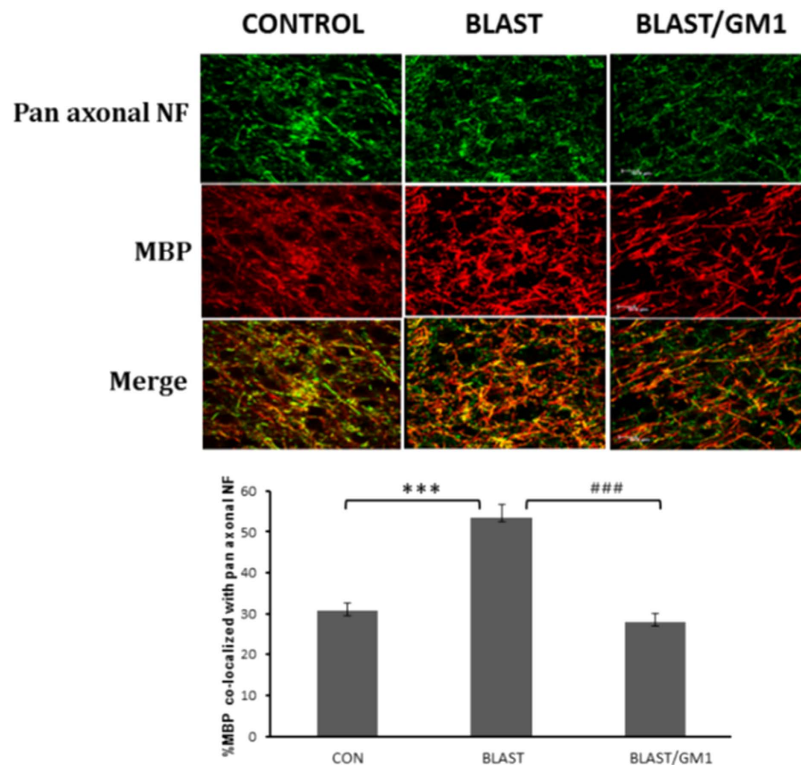 CONTROL BLAST BLAST/GM1
Pan axonal NF
MBP
Merge
%MBP co-localized with pan axonal NF
60
50
40
30
20
10
0
*** ###
CON BLAST BLAST/GM1